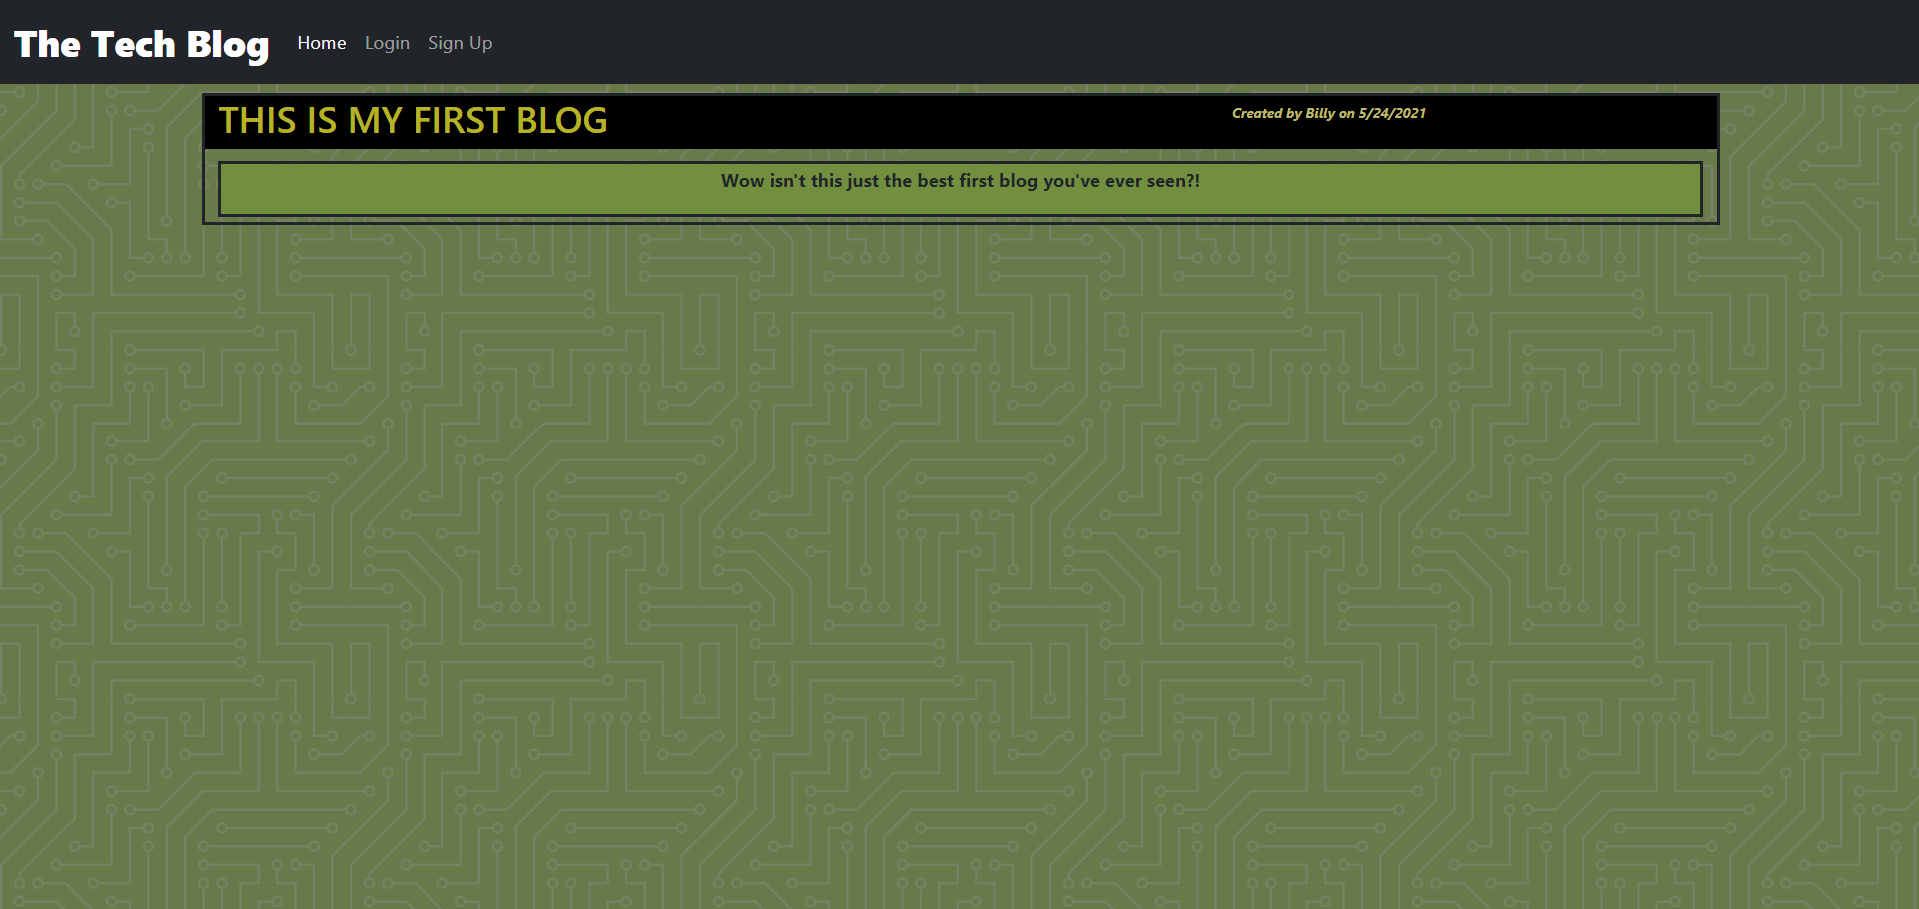 The Tech Blog Home Login Sign Up
THIS IS MY FIRST BLOG Created by Billy on 5/24/2021
Wow isn't this just the best first blog you've ever seen?!